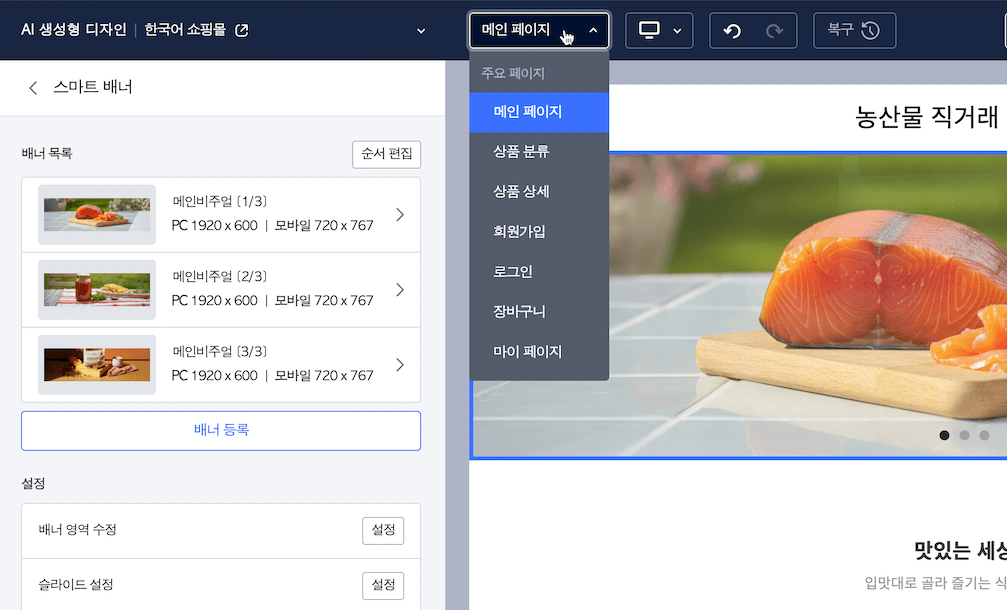 AI 생성형 디자인 | 한국어 쇼핑몰
메인 페이지
복구
스마트 배너
배너 목록
순서 편집
메인비주얼 (1/3)
PC 1920 x 600 | 모바일 720 x 767
메인비주얼 (2/3)
PC 1920 x 600 | 모바일 720 x 767
메인비주얼 (3/3)
PC 1920 x 600 | 모바일 720 x 767
배너 등록
설정
배너 영역 수정
설정
슬라이드 설정
설정
주요 페이지
메인 페이지
상품 분류
상품 상세
회원가입
로그인
장바구니
마이 페이지
농산물 직거래
맛있는 세상
입맛대로 골라 즐기는 식